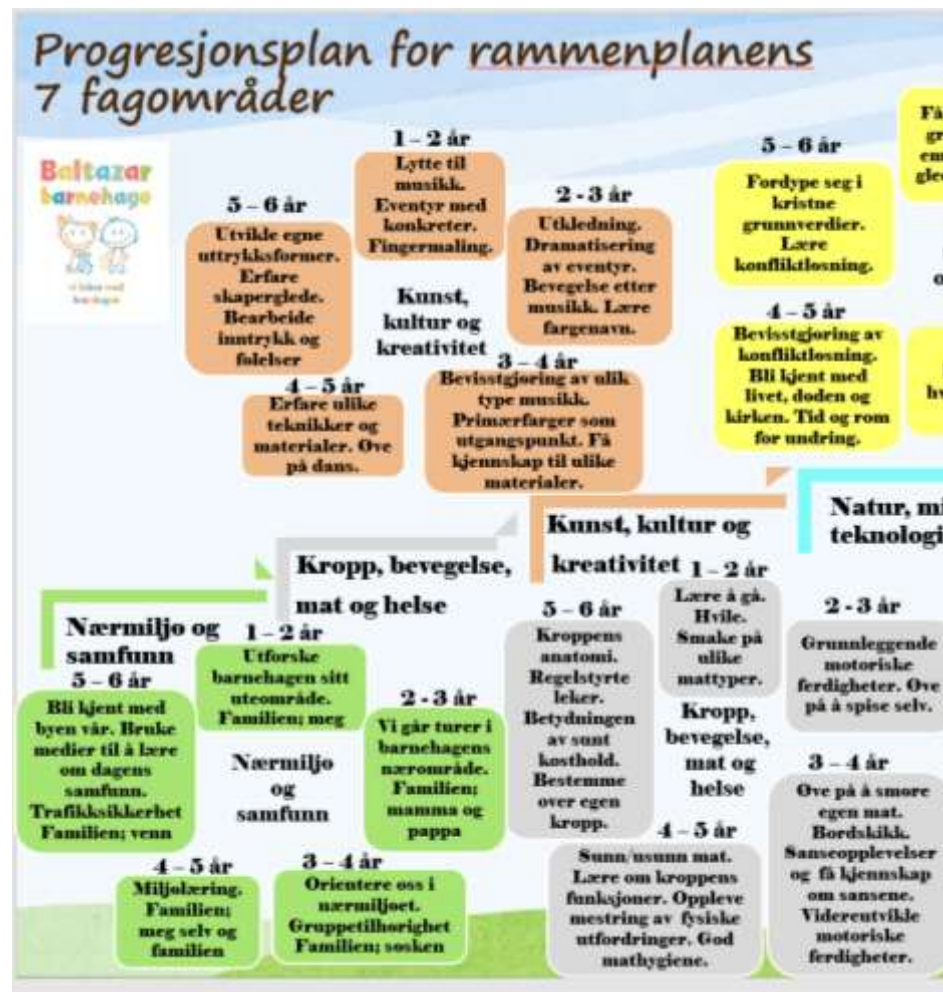 Progresjonsplan for rammenplanens
7 fagområder
Baltazar
barnehage
1 – 2 år
Lytte til
musikk.
Eventyr med
konkreter.
Fingermaling.
2 - 3 år
Utkledning.
Dramatisering
av eventyr.
Bevegelse etter
musikk. Lære
fargenavn.
5 – 6 år
Utvikle egne
uttrykksformer.
Erfare
skaperglede.
Bearbeide
inntrykk og
følelser
Kunst,
kultur og
kreativitet
3 – 4 år
Bevisstgjøring av ulik
type musikk.
Primærfarger som
utgangspunkt. Få
kjennskap til ulike
materialer.
4 – 5 år
Erfare ulike
teknikker og
materialer. Øve
på dans.
5 – 6 år
Fordype seg i
kristne
grunnverdier.
Lære
konfliktløsning.
4 – 5 år
Bevisstgjøring av
konfliktløsning.
Bli kjent med
livet, døden og
kirken. Tid og rom
for undring.
Få
gr
em
gled
o
hv
Nærmiljø og
samfunn
Kropp, bevegelse,
mat og helse
Kunst, kultur og
kreativitet
Natur, mi
teknologi
1 – 2 år
Utforske
barnehagen sitt
uteområde.
Familien; meg
5 – 6 år
Bli kjent med
byen vår. Bruke
medier til å lære
om dagens
samfunn.
Trafikksikkerhet
Familien; venn
2 - 3 år
Vi går turer i
barnehagens
nærområde.
Familien;
mamma og
pappa
Nærmiljø
og
samfunn
4 – 5 år
Miljølæring.
Familien;
meg selv og
familien
3 – 4 år
Orientere oss i
nærmiljøet.
Gruppetilhørighet
Familien; søsken
5 – 6 år
Kroppens
anatomi.
Regelstyrte
leker.
Betydningen
av sunt
kosthold.
Bestemme
over egen
kropp.
1 – 2 år
Lære å gå.
Hvile.
Smake på
ulike
mattyper.
2 - 3 år
Grunnleggende
motoriske
ferdigheter. Øve
på å spise selv.
Kropp,
bevegelse,
mat og
helse
4 – 5 år
Sunn/usunn mat.
Lære om kroppens
funksjoner. Oppleve
mestring av fysiske
utfordringer. God
mathygiene.
3 – 4 år
Øve på å smøre
egen mat.
Bordskikk.
Sanseopplevelser
og få kjennskap
om sansene.
Videreutvikle
motoriske
ferdigheter.